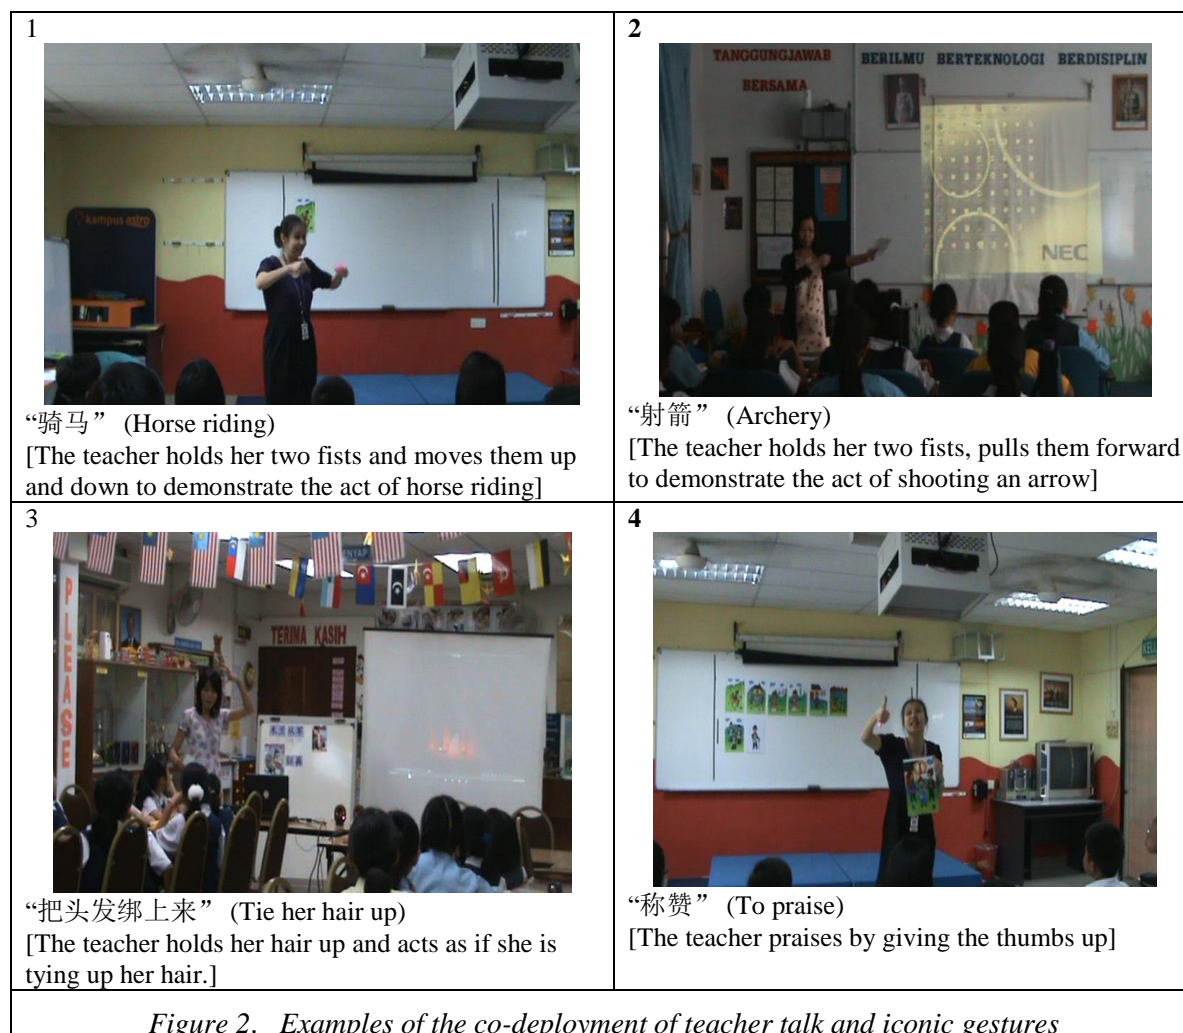 1
kampus astro
“骑马” (Horse riding)
[The teacher holds her two fists and moves them up
and down to demonstrate the act of horse riding]
2
TANGGUNGJAWAB
BERSAMA
BERILMU BERTEKNOLOGI BERDISIPLIN
NEC
“射箭” (Archery)
[The teacher holds her two fists, pulls them forward
to demonstrate the act of shooting an arrow]
3
PLEASE
TERIMA KASIH
“把头发绑上来” (Tie her hair up)
[The teacher holds her hair up and acts as if she is
tying up her hair.]
4
“称赞” (To praise)
[The teacher praises by giving the thumbs up]
Figure 2. Examples of the co-deployment of teacher talk and iconic gestures